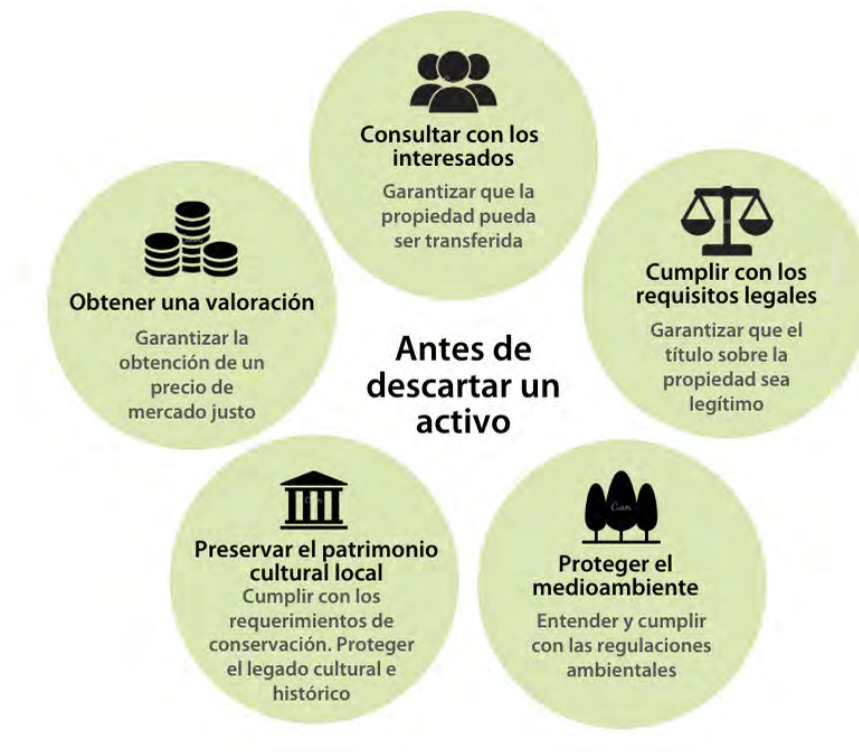 Consultar con los
interesados
Garantizar que la
propiedad pueda
ser transferida
Cumplir con los
requisitos legales
Garantizar que el
título sobre la
propiedad sea
legítimo
Obtener una valoración
Garantizar la
obtención de un
precio de
mercado justo
Antes de
descartar un
activo
Preservar el patrimonio
cultural local
Cumplir con los
requerimientos de
conservación. Proteger
el legado cultural e
histórico
Proteger el
medioambiente
Entender y cumplir
con las regulaciones
ambientales